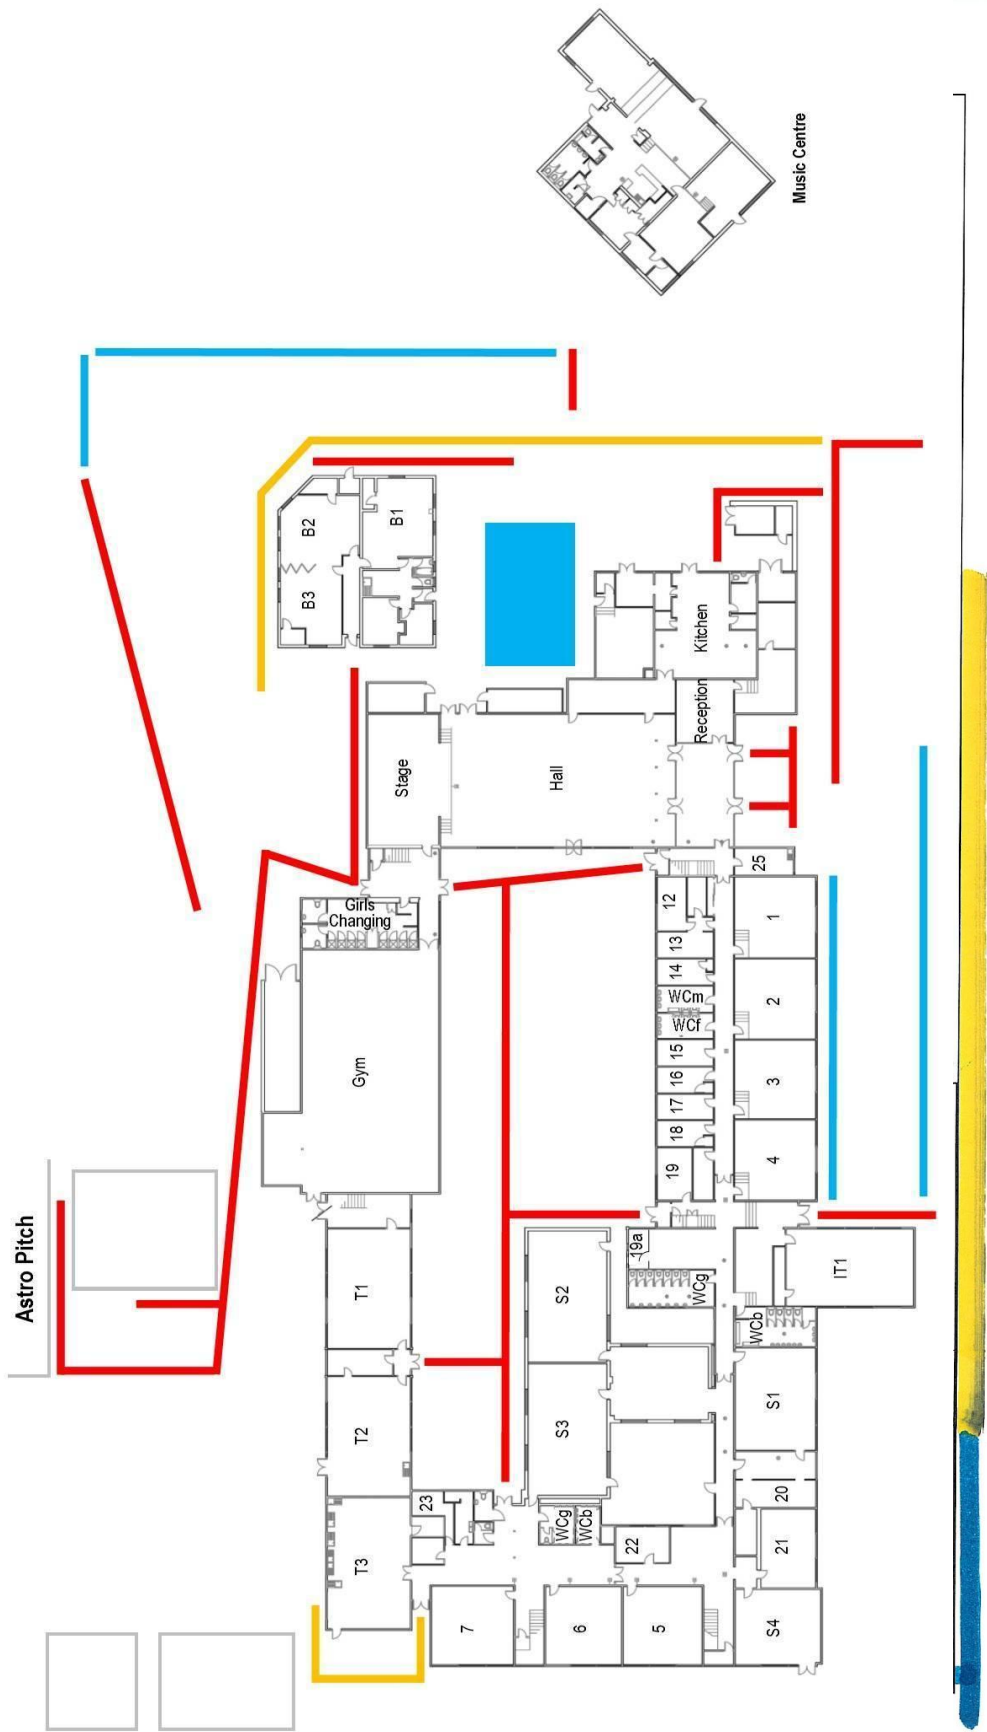 Music Centre
Astro Pitch
B2
B1
B3
Kitchen
Reception
Stage
Hall
25
Girls
Changing
12
13
14
WCm
WCf
15
16
17
18
19
1
2
3
4
Gym
19a
WCg
IT1
WCb
T1
S2
T2
S3
S1
20
23
WCg
WCb
22
21
T3
7
6
5
S4